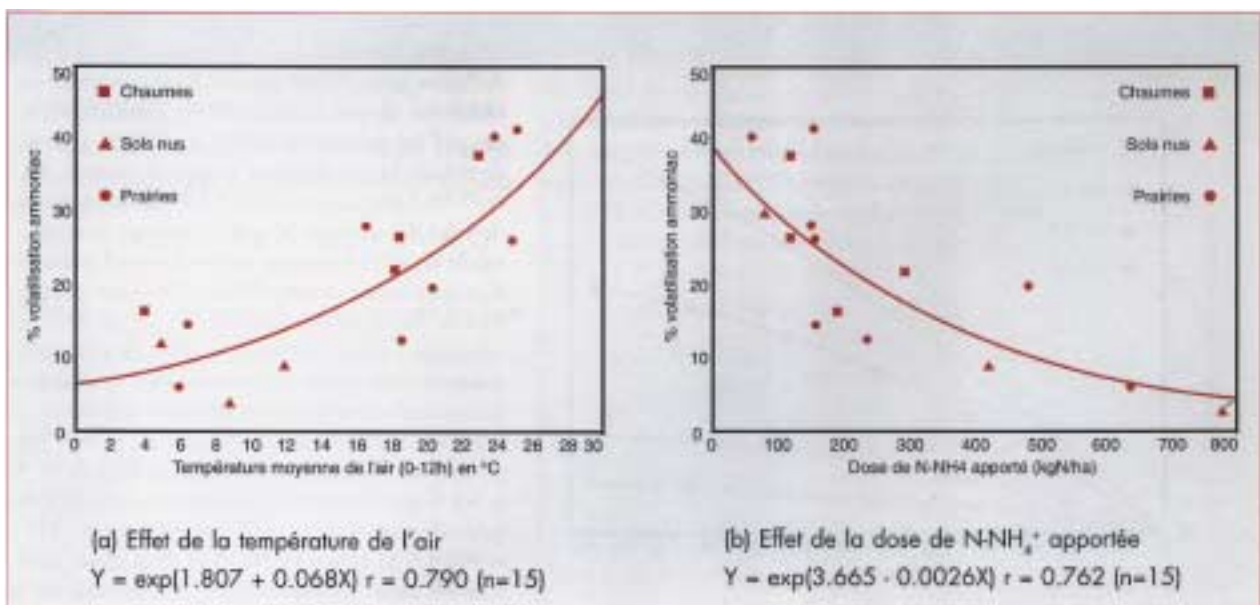 50
40
30
20
10
0
% volatilisation ammoniac
Chaumes
Sols nus
Prairies
0 2 4 6 8 10 12 14 16 18 20 22 24 26 28 30
Température moyenne de l'air (0-12h) en °C
(a) Effet de la température de l'air
Y = exp(1.807 + 0.068X) r = 0.790 (n=15)
50
40
30
20
10
0
% volatilisation ammoniac
Chaumes
Sols nus
Prairies
0 100 200 300 400 500 600 700 800
Dose de N-NH4 apporté (kgN/ha)
(b) Effet de la dose de N-NH₄⁺ apportée
Y = exp(3.665 - 0.0026X) r = 0.762 (n=15)